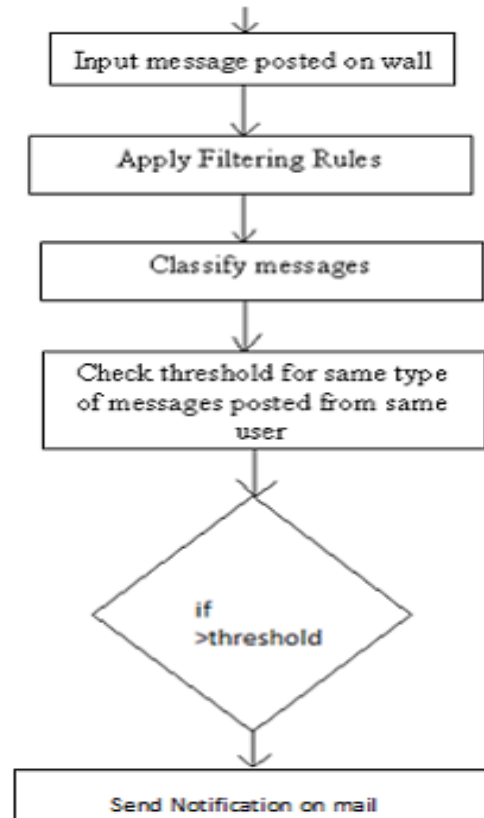 Input message posted on wall
Apply Filtering Rules
Classify messages
Check threshold for same type
of messages posted from same
user
if
>threshold
Send Notification on mail